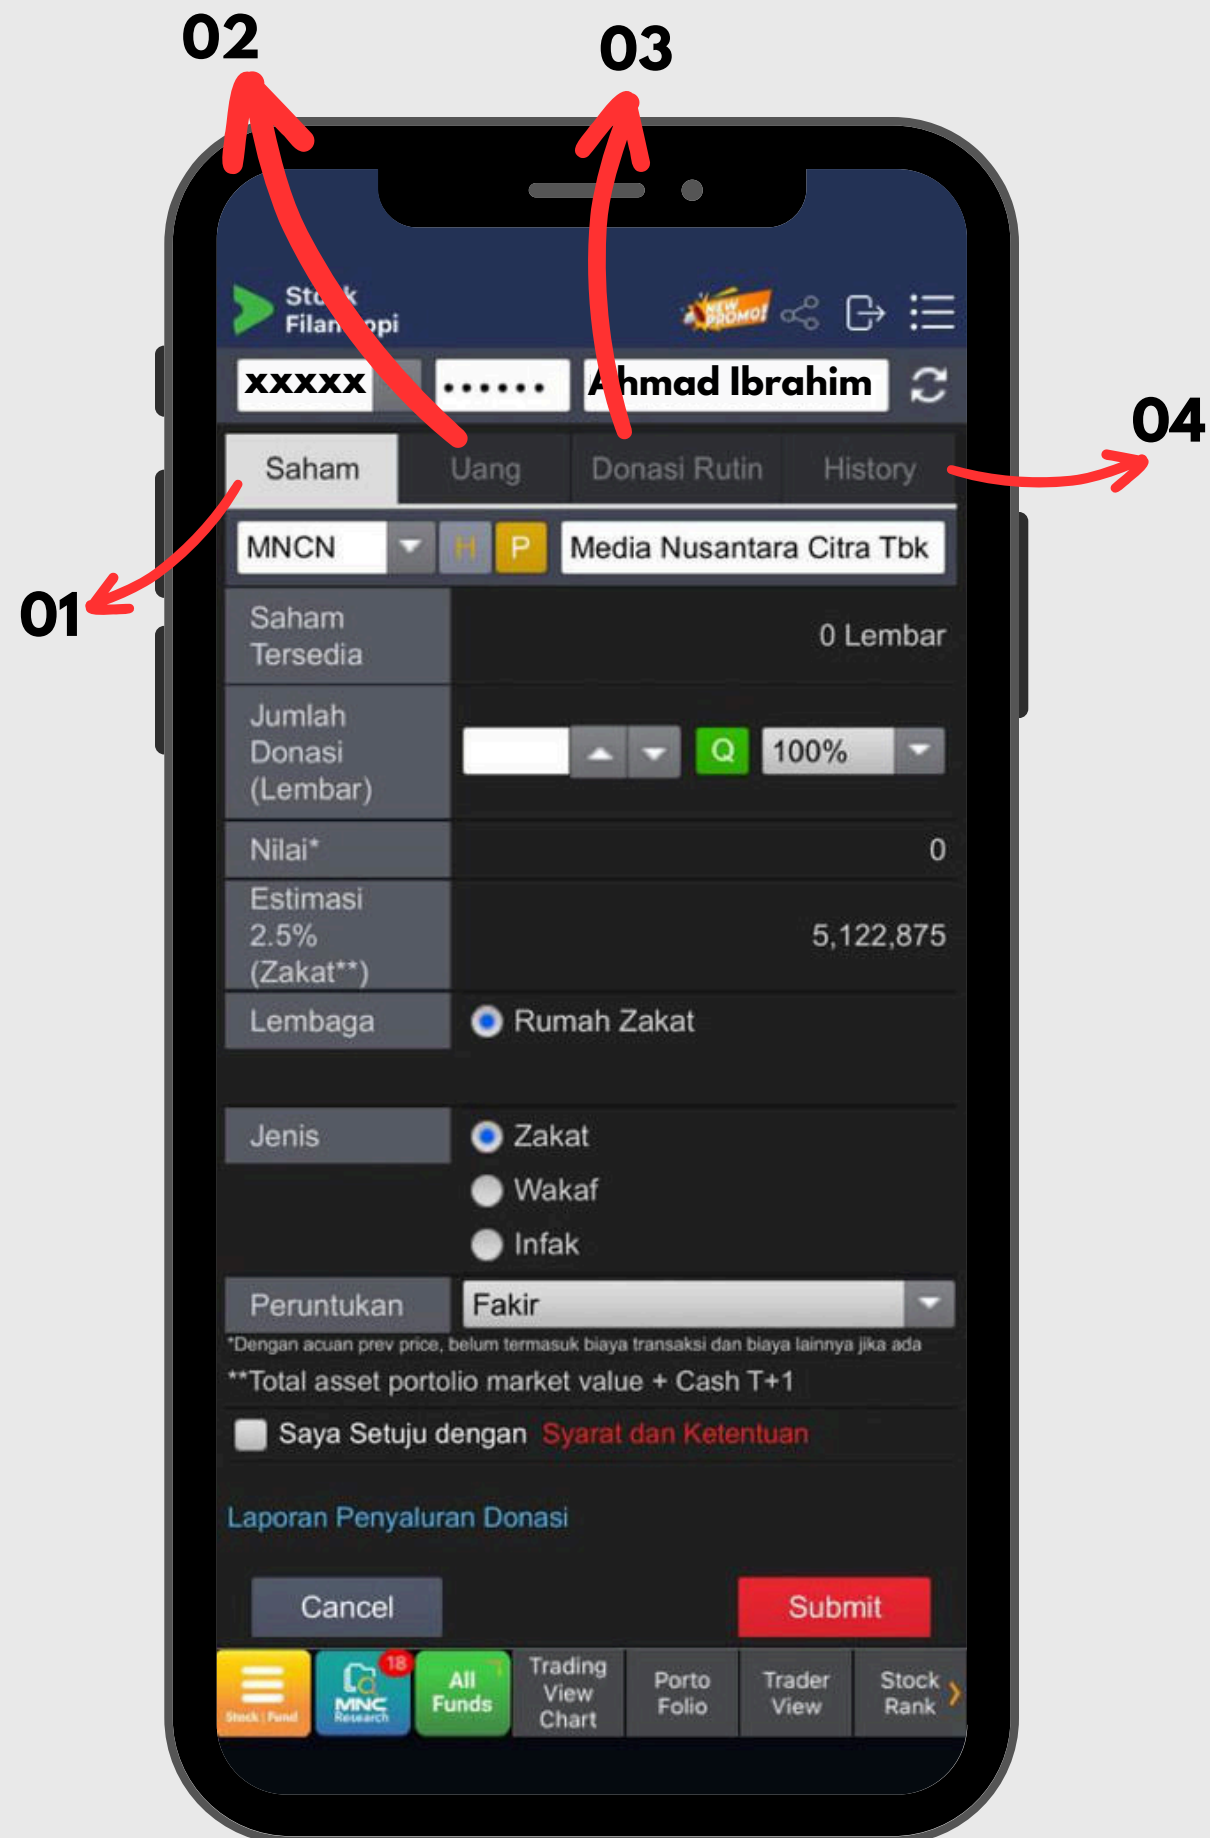 02
03
Stock
Filantropi
NEW
PROMO!
xxxxx
Ahmad Ibrahim
04
Saham
Uang
Donasi Rutin
History
MNCN
H
P
Media Nusantara Citra Tbk
01
Saham
Tersedia
0 Lembar
Jumlah
Donasi
(Lembar)
Q
100%
Nilai*
0
Estimasi
2.5%
(Zakat**)
5,122,875
Lembaga
Rumah Zakat
Jenis
Zakat
Wakaf
Infak
Peruntukan
Fakir
*Dengan acuan prev price, belum termasuk biaya transaksi dan biaya lainnya jika ada
**Total asset portolio market value + Cash T+1
Saya Setuju dengan Syarat dan Ketentuan
Laporan Penyaluran Donasi
Cancel
Submit
Stock | Fund
18
MNC
Research
All
Funds
Trading
View
Chart
Porto
Folio
Trader
View
Stock
Rank